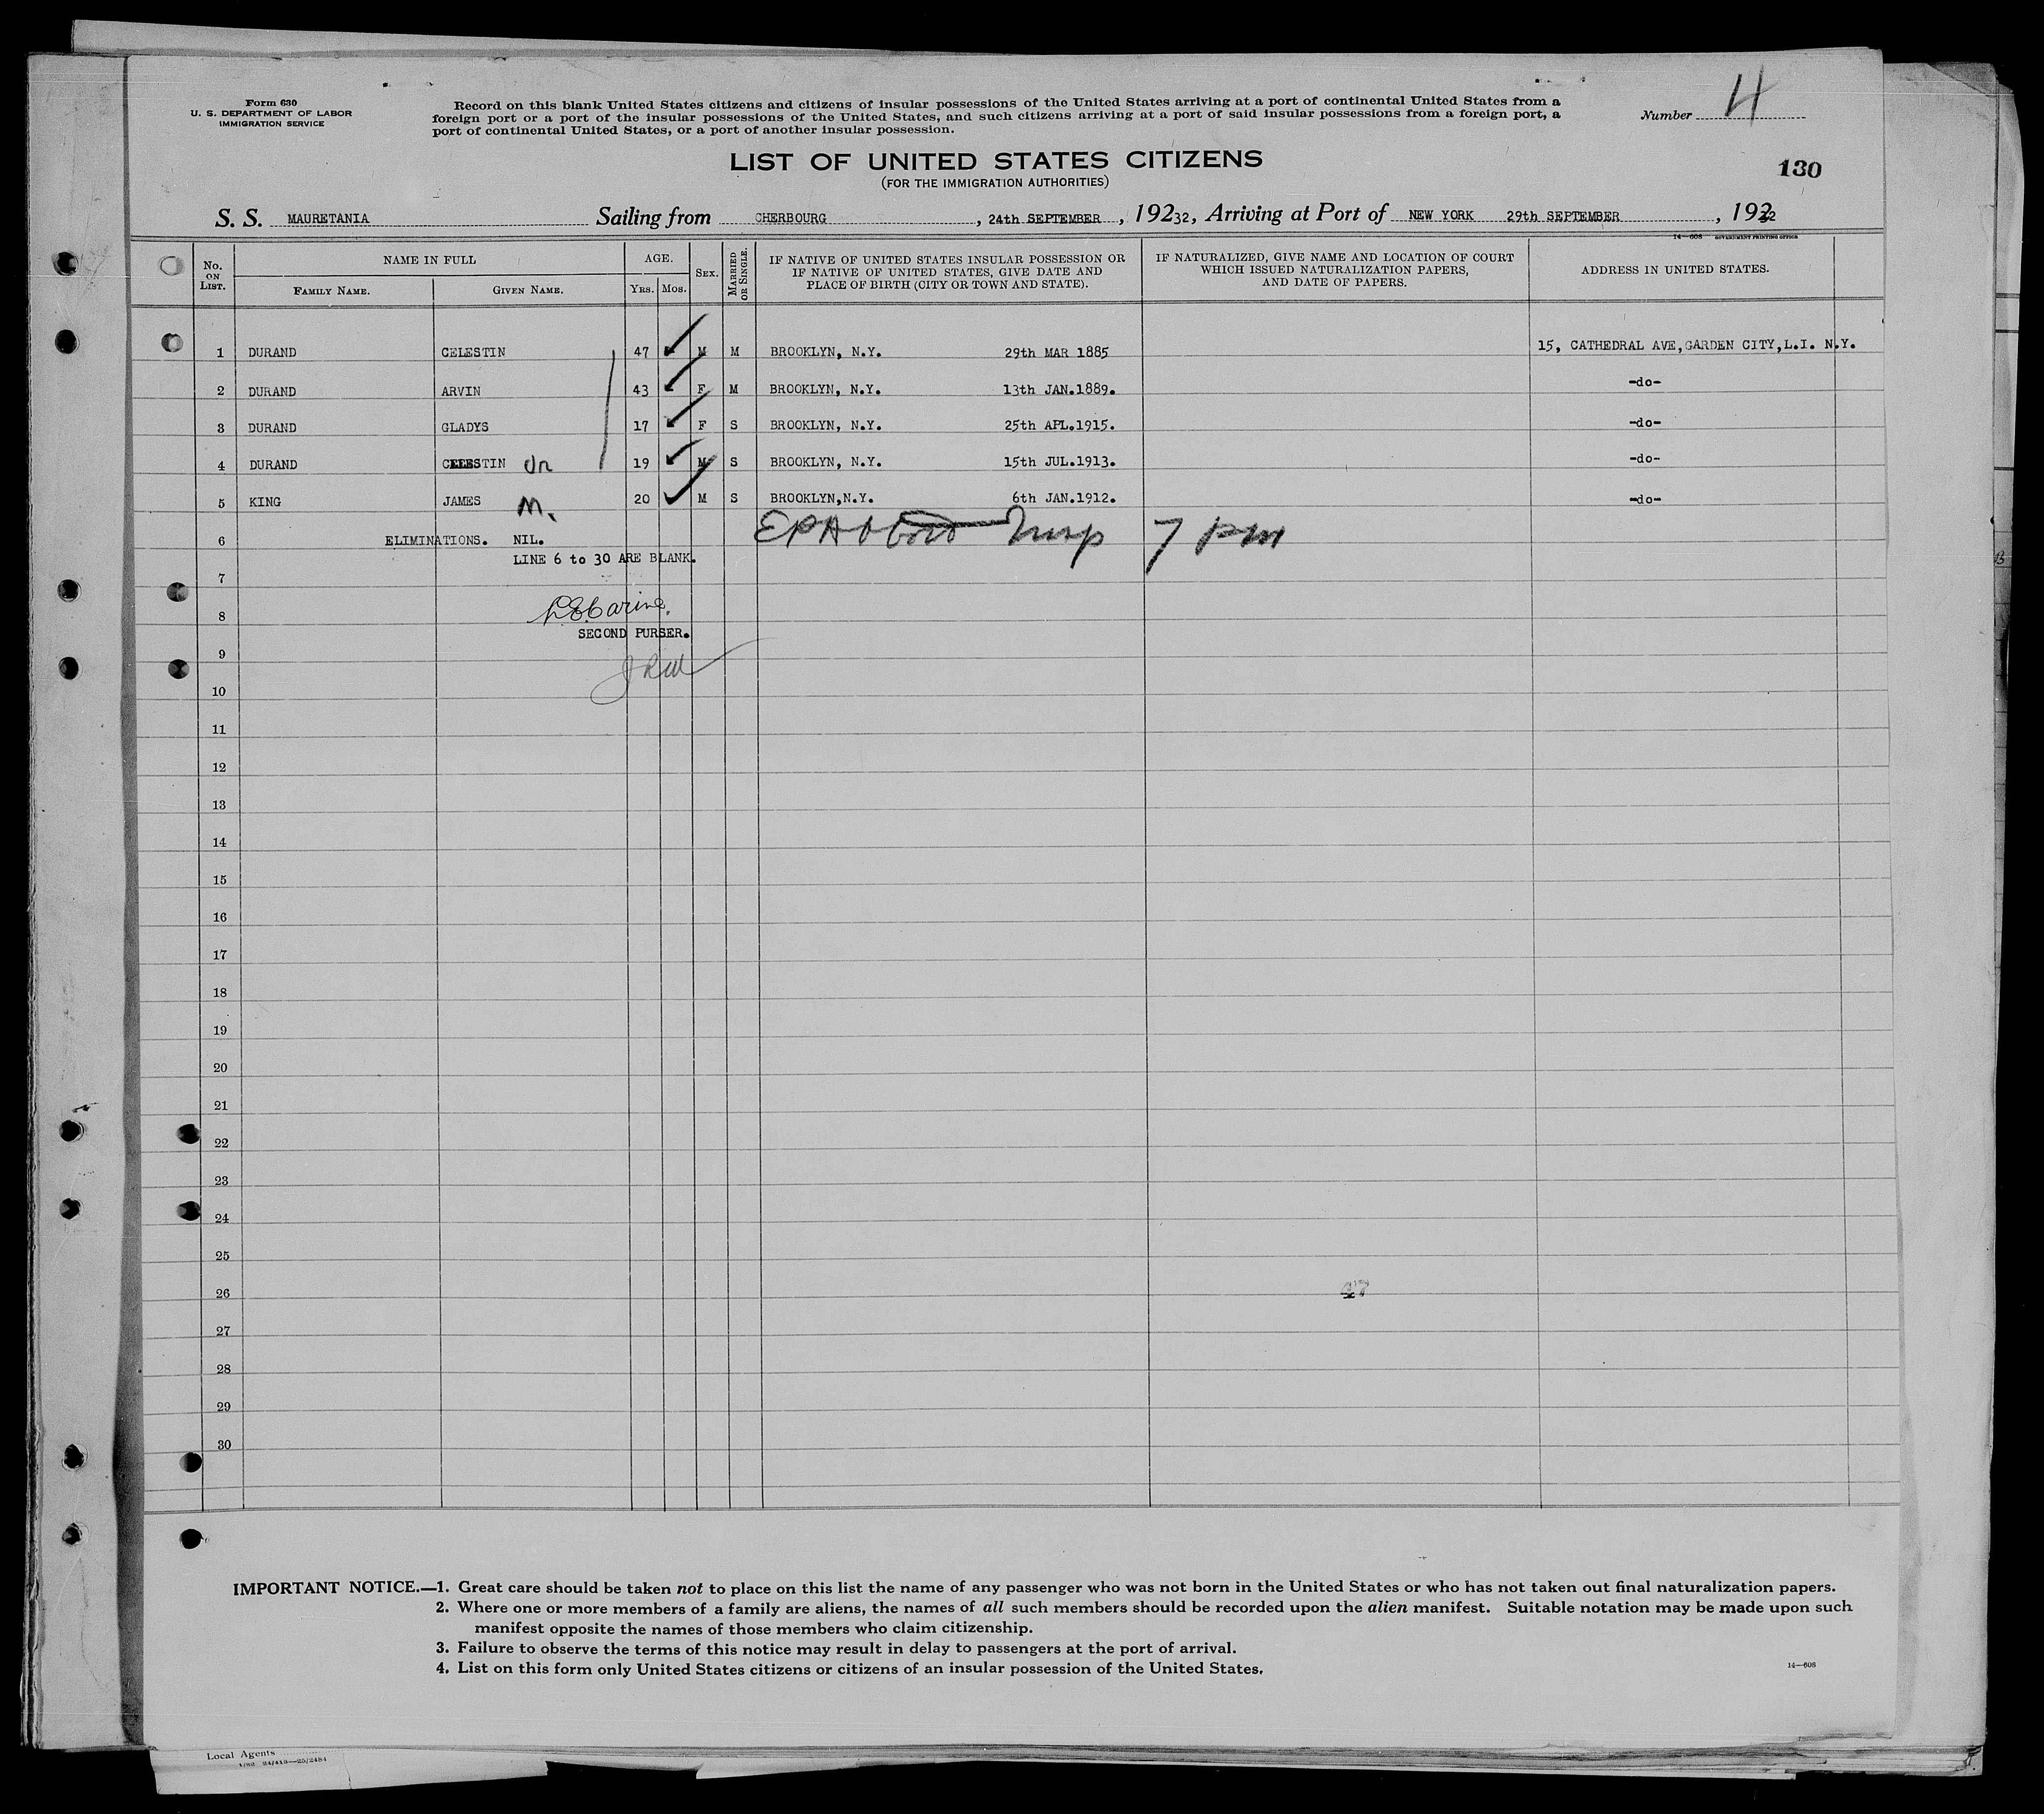 Form 630
U. S. DEPARTMENT OF LABOR
IMMIGRATION SERVICE
Record on this blank United States citizens and citizens of insular possessions of the United States arriving at a port of continental United States from a
foreign port or a port of the insular possessions of the United States, and such citizens arriving at a port of said insular possessions from a foreign port, a
port of continental United States, or a port of another insular possession.
Number 4
LIST OF UNITED STATES CITIZENS
(FOR THE IMMIGRATION AUTHORITIES)
130
S. S. MAURETANIA Sailing from CHERBOURG, 24th SEPTEMBER, 19232, Arriving at Port of NEW YORK 29th SEPTEMBER, 19232
14—608 GOVERNMENT PRINTING OFFICE
No. ON LIST. NAME IN FULL AGE. SEX. MARRIED OR SINGLE. IF NATIVE OF UNITED STATES INSULAR POSSESSION OR IF NATIVE OF UNITED STATES, GIVE DATE AND PLACE OF BIRTH (CITY OR TOWN AND STATE). IF NATURALIZED, GIVE NAME AND LOCATION OF COURT WHICH ISSUED NATURALIZATION PAPERS, AND DATE OF PAPERS. ADDRESS IN UNITED STATES.
FAMILY NAME. GIVEN NAME. YRS. MOS.
1 DURAND CELESTIN 47 M M BROOKLYN, N.Y. 29th MAR 1885 15, CATHEDRAL AVE, GARDEN CITY, L.I. N.Y.
2 DURAND ARVIN 43 F M BROOKLYN, N.Y. 13th JAN.1889. -do-
3 DURAND GLADYS 17 F S BROOKLYN, N.Y. 25th APL.1915. -do-
4 DURAND CELESTIN Jr 19 M S BROOKLYN, N.Y. 15th JUL.1913. -do-
5 KING JAMES M. 20 M S BROOKLYN,N.Y. 6th JAN.1912. -do-
6 ELIMINATIONS. NIL. Insp 7 PM
LINE 6 to 30 ARE BLANK.
7
8
SECOND PURSER.
9
10
11
12
13
14
15
16
17
18
19
20
21
22
23
24
25
26 47
27
28
29
30
IMPORTANT NOTICE.—1. Great care should be taken not to place on this list the name of any passenger who was not born in the United States or who has not taken out final naturalization papers.
2. Where one or more members of a family are aliens, the names of all such members should be recorded upon the alien manifest. Suitable notation may be made upon such
manifest opposite the names of those members who claim citizenship.
3. Failure to observe the terms of this notice may result in delay to passengers at the port of arrival.
4. List on this form only United States citizens or citizens of an insular possession of the United States.
14—608
Local Agents